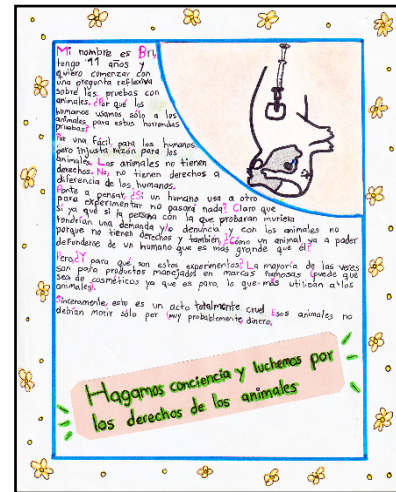 Mi nombre es Bri,
tengo 11 años y
quiero comenzar con
una pregunta reflexiva
sobre las pruebas con
animales. ¿Por qué los
humanos usamos sólo a los
animales para estas horrendas
pruebas?
Por una fácil para los humanos,
pero injusta razón para los
animales. Los animales no tienen
derechos. No, no tienen derechos a
diferencia de los humanos.
Ponte a pensar, ¿Si un humano usa a otro
para experimentar no pasará nada? Claro que
sí ya que si la persona con la que probaran muriera
tendrían una demanda y/o denuncia y con los animales no
porque no tienen derechos y también, ¿Cómo un animal va a poder
defenderse de un humano que es más grande que él?
Pero, ¿Y para qué son estos experimentos? La mayoría de las veces
son para productos manejados en marcas famosas (puede que
sea de cosméticos ya que es para lo que más utilizan a los
animales).
Sinceramente, este es un acto totalmente cruel. Esos animales no
debían morir sólo por (muy probablemente) dinero.
Hagamos conciencia y luchemos por
los derechos de los animales